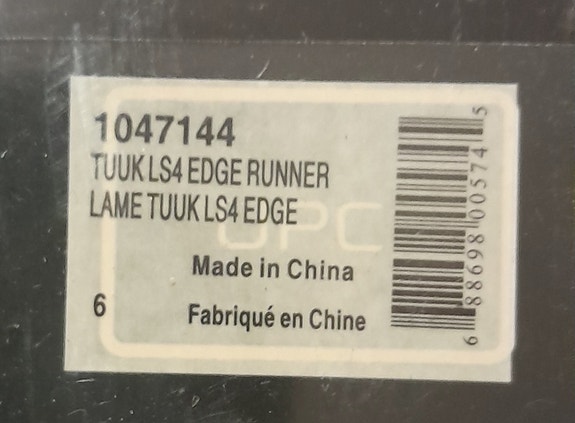 1047144
TUUK LS4 EDGE RUNNER
LAME TUUK LS4 EDGE
UPC
Made in China
6
Fabriqué en Chine
6 88698 00574 5